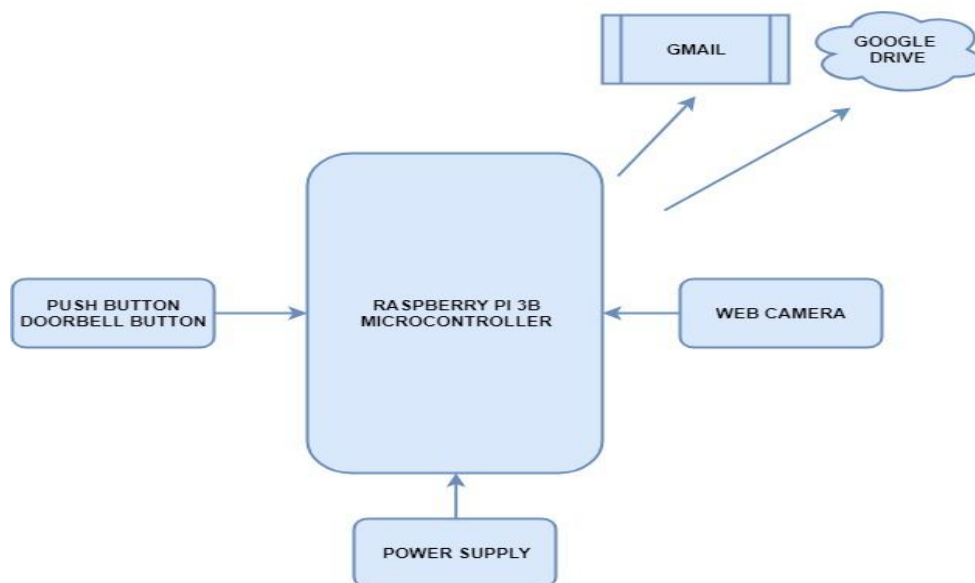 GMAIL
GOOGLE
DRIVE
PUSH BUTTON
DOORBELL BUTTON
RASPBERRY PI 3B
MICROCONTROLLER
WEB CAMERA
POWER SUPPLY